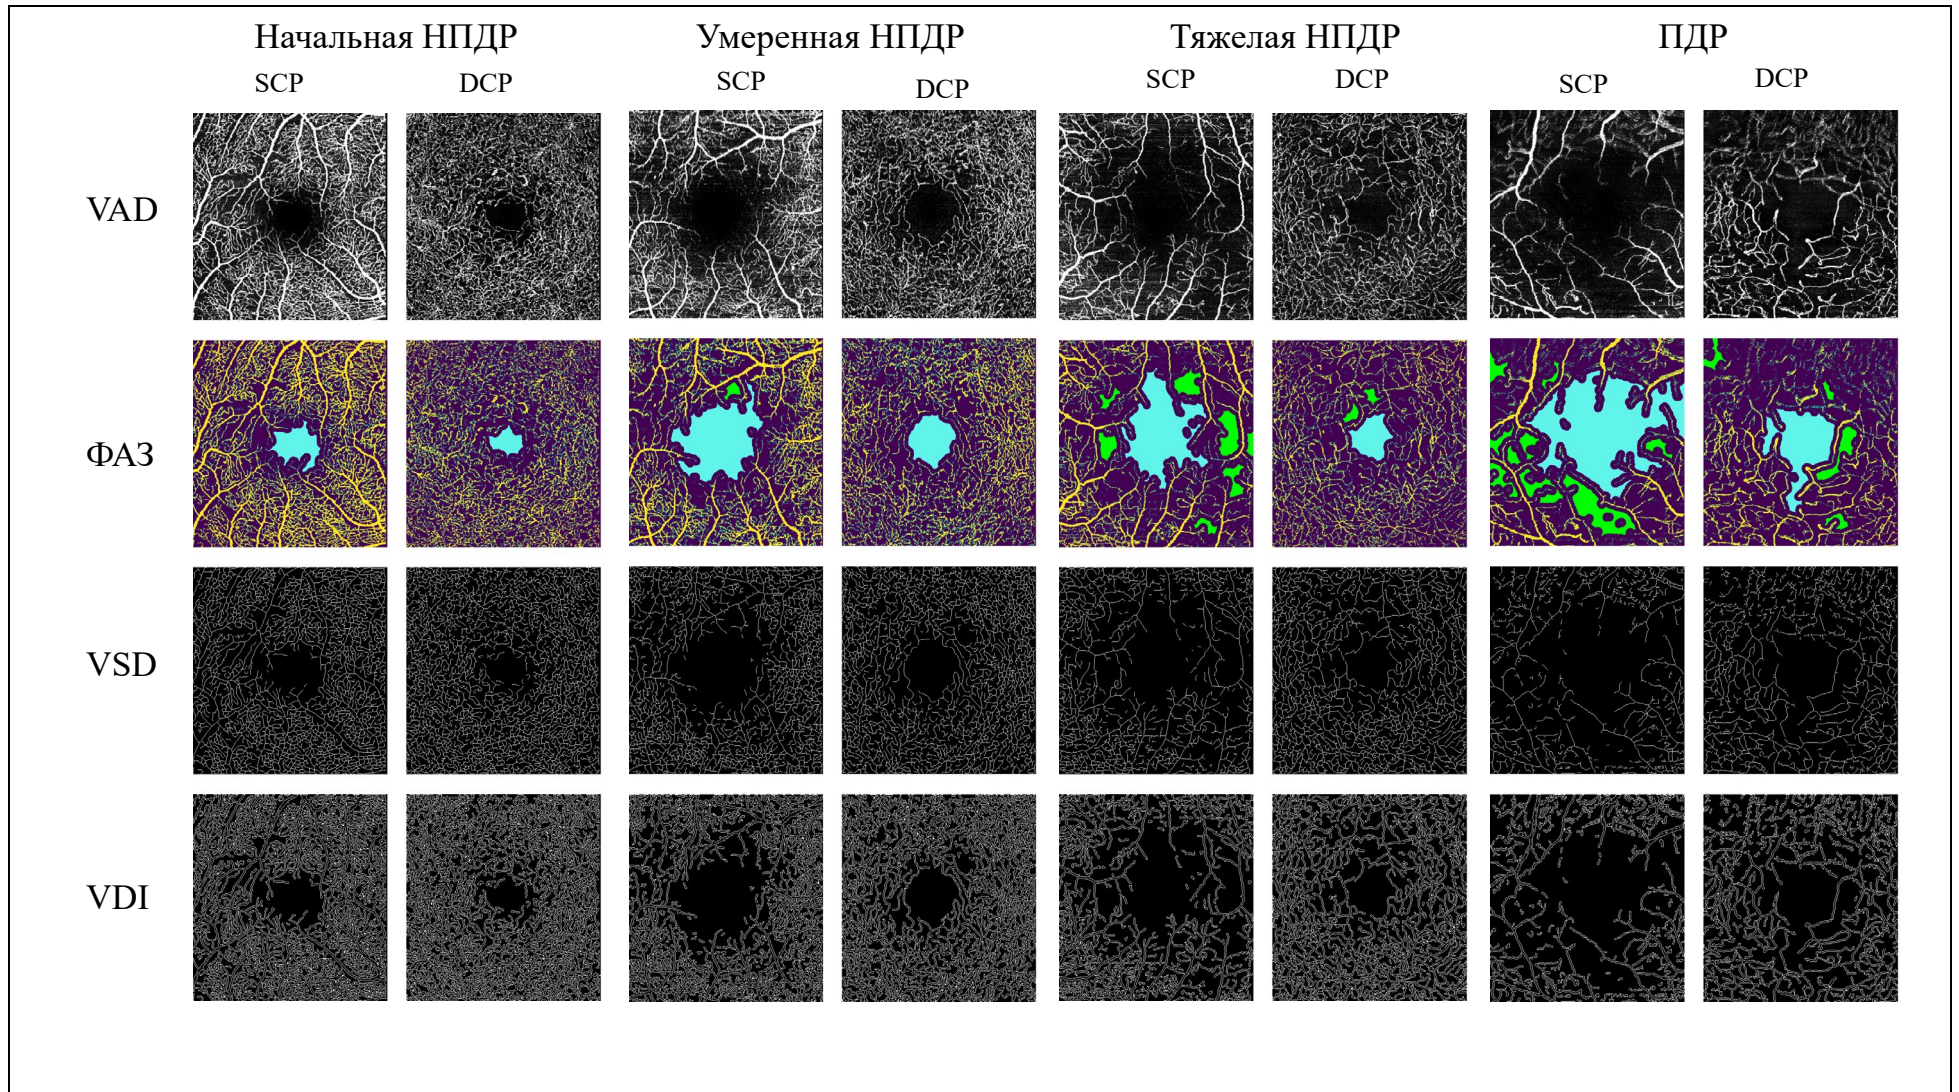 Начальная НПДР Умеренная НПДР Тяжелая НПДР ПДР
SCP DCP SCP DCP SCP DCP SCP DCP
VAD
ФАЗ
VSD
VDI